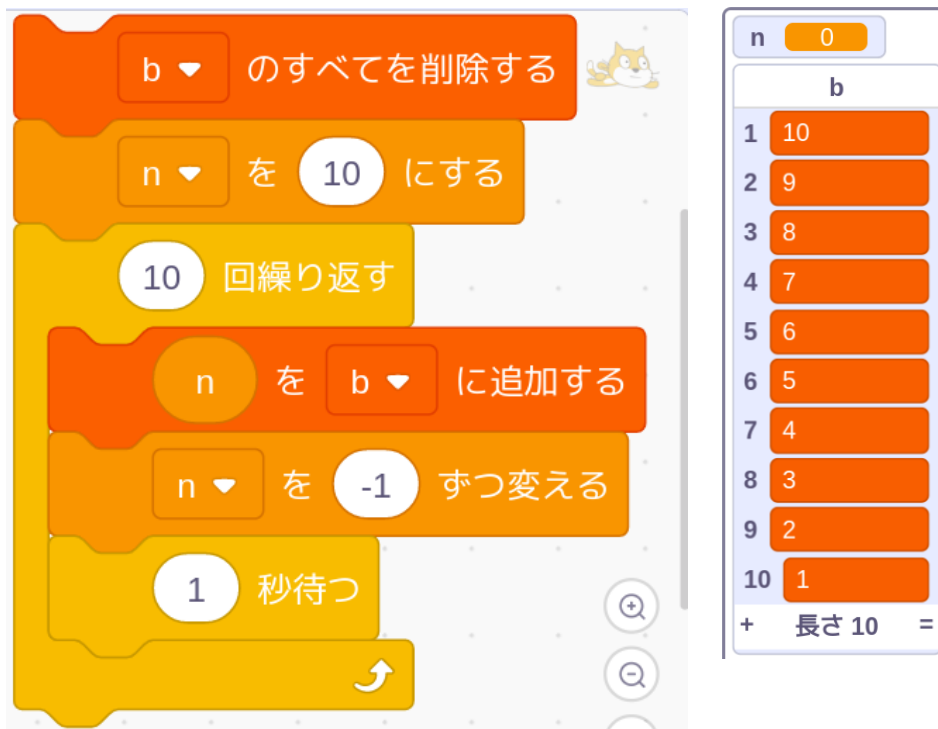 b のすべてを削除する
n を 10 にする
10 回繰り返す
n を b に追加する
n を -1 ずつ変える
1 秒待つ
n 0
b
1 10
2 9
3 8
4 7
5 6
6 5
7 4
8 3
9 2
10 1
+ 長さ 10 =